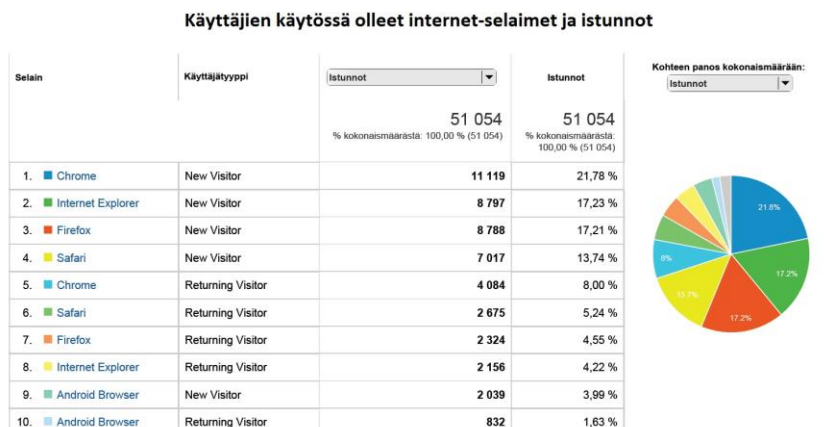 Käyttäjien käytössä olleet internet-selaimet ja istunnot
Selain Käyttäjätyyppi Istunnot Istunnot
Kohteen panos kokonaismäärään:
Istunnot
51 054 51 054
% kokonaismäärästä: 100,00 % (51 054) % kokonaismäärästä:
100,00 % (51 054)
1. Chrome New Visitor 11 119 21,78 %
2. Internet Explorer New Visitor 8 797 17,23 %
3. Firefox New Visitor 8 788 17,21 %
4. Safari New Visitor 7 017 13,74 %
5. Chrome Returning Visitor 4 084 8,00 %
6. Safari Returning Visitor 2 675 5,24 %
7. Firefox Returning Visitor 2 324 4,55 %
8. Internet Explorer Returning Visitor 2 156 4,22 %
9. Android Browser New Visitor 2 039 3,99 %
10. Android Browser Returning Visitor 832 1,63 %
21.8%
17.2%
17.2%
13.7%
8%